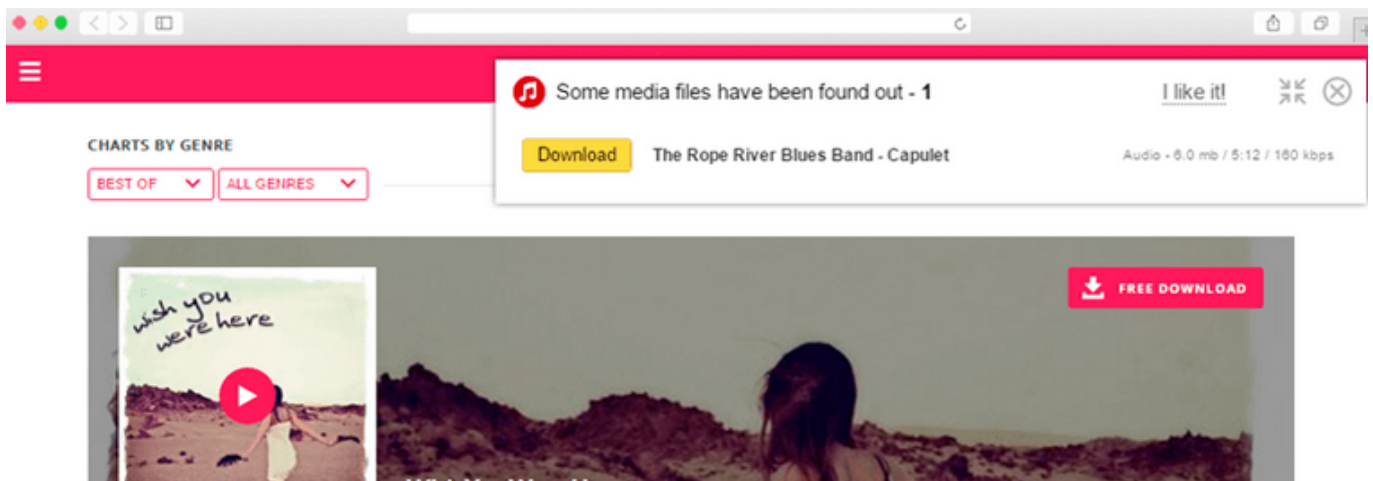 Some media files have been found out - 1
I like it!
Download
The Rope River Blues Band - Capulet
Audio - 6.0 mb / 5:12 / 160 kbps
CHARTS BY GENRE
BEST OF
ALL GENRES
wish you
were here
FREE DOWNLOAD